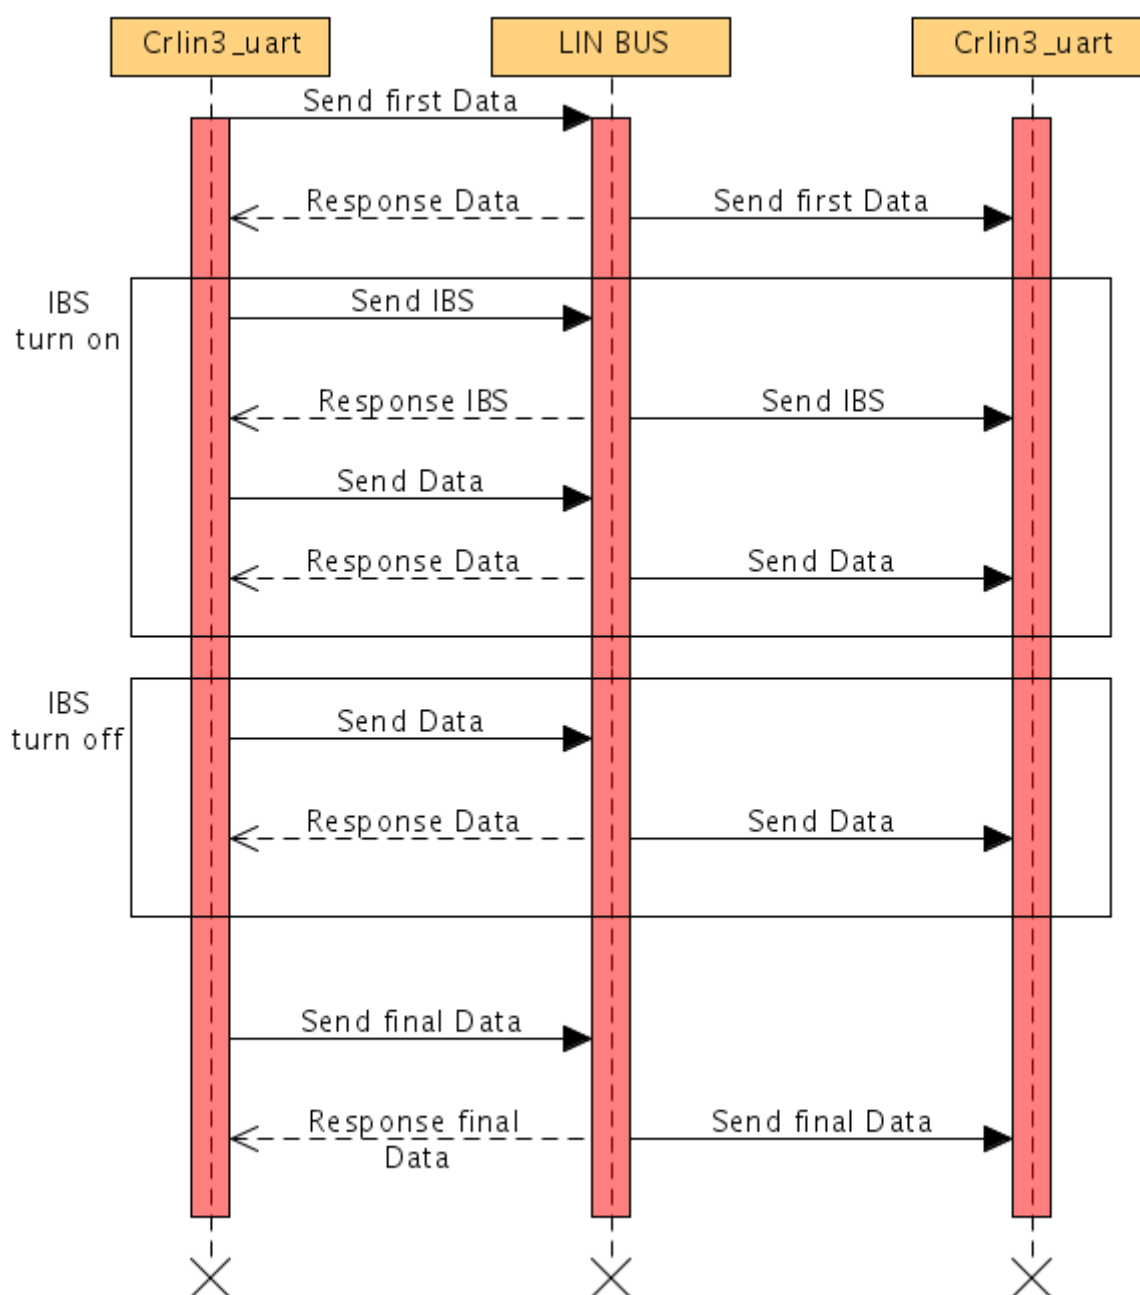 Crlin3_uart
LIN BUS
Crlin3_uart
Send first Data
Response Data
Send first Data
IBS
turn on
Send IBS
Response IBS
Send IBS
Send Data
Response Data
Send Data
IBS
turn off
Send Data
Response Data
Send Data
Send final Data
Response final
Data
Send final Data